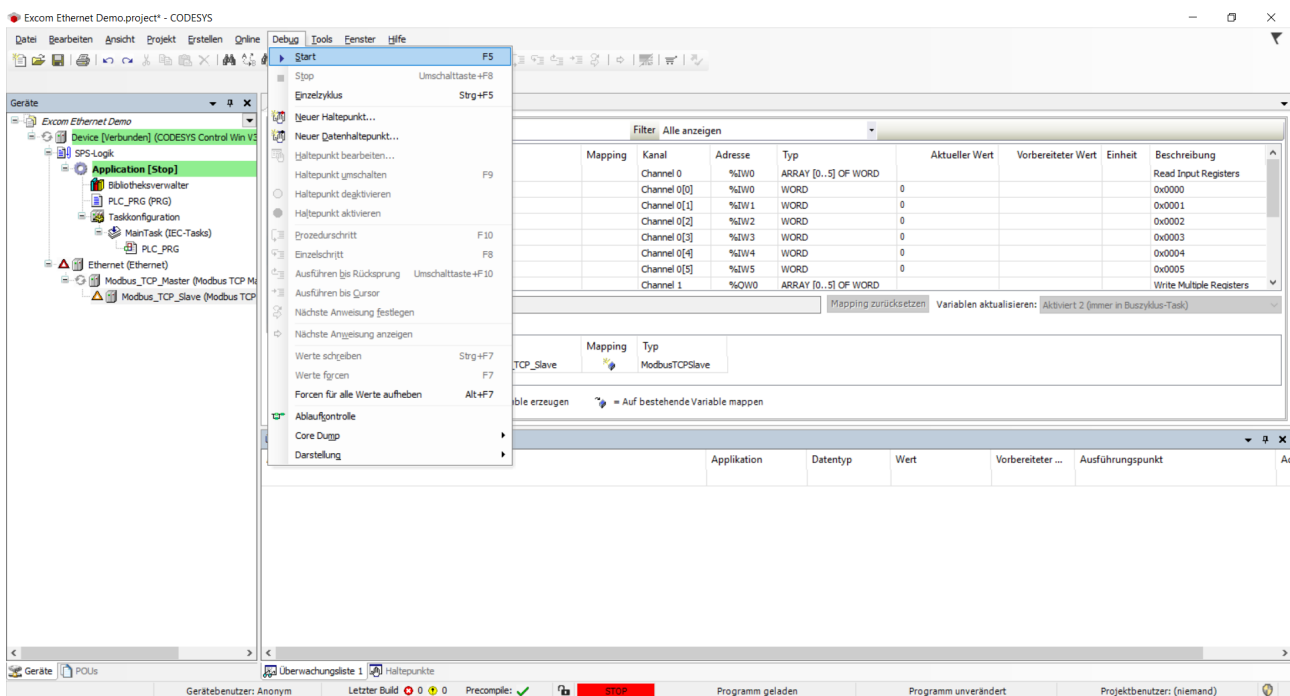 Excom Ethernet Demo.project* - CODESYS
Datei Bearbeiten Ansicht Projekt Erstellen Online Debug Tools Fenster Hilfe
Start F5
Stop Umschalttaste+F8
Einzelzyklus Strg+F5
Neuer Haltepunkt...
Neuer Datenhaltepunkt...
Haltepunkt bearbeiten...
Haltepunkt umschalten F9
Haltepunkt deaktivieren
Haltepunkt aktivieren
Prozedurschritt F10
Einzelschritt F8
Ausführen bis Rücksprung Umschalttaste+F10
Ausführen bis Cursor
Nächste Anweisung festlegen
Nächste Anweisung anzeigen
Werte schreiben Strg+F7
Werte forcen F7
Forcen für alle Werte aufheben Alt+F7
Ablaufkontrolle
Core Dump
Darstellung
Geräte
Excom Ethernet Demo
Device [Verbunden] (CODESYS Control Win V3
SPS-Logik
Application [Stop]
Bibliotheksverwalter
PLC_PRG (PRG)
Taskkonfiguration
MainTask (IEC-Tasks)
PLC_PRG
Ethernet (Ethernet)
Modbus_TCP_Master (Modbus TCP Ma
Modbus_TCP_Slave (Modbus TCP
Filter Alle anzeigen
Mapping Kanal Adresse Typ Aktueller Wert Vorbereiteter Wert Einheit Beschreibung
Channel 0 %IW0 ARRAY [0..5] OF WORD Read Input Registers
Channel 0[0] %IW0 WORD 0 0x0000
Channel 0[1] %IW1 WORD 0 0x0001
Channel 0[2] %IW2 WORD 0 0x0002
Channel 0[3] %IW3 WORD 0 0x0003
Channel 0[4] %IW4 WORD 0 0x0004
Channel 0[5] %IW5 WORD 0 0x0005
Channel 1 %QW0 ARRAY [0..5] OF WORD Write Multiple Registers
Mapping zurücksetzen Variablen aktualisieren: Aktiviert 2 (immer in Buszyklus-Task)
Mapping Typ
_TCP_Slave ModbusTCPSlave
able erzeugen = Auf bestehende Variable mappen
Applikation Datentyp Wert Vorbereiteter ... Ausführungspunkt
Geräte POUs
Überwachungsliste 1 Haltepunkte
Gerätebenutzer: Anonym Letzter Build 0 0 Precompile: STOP Programm geladen Programm unverändert Projektbenutzer: (niemand)